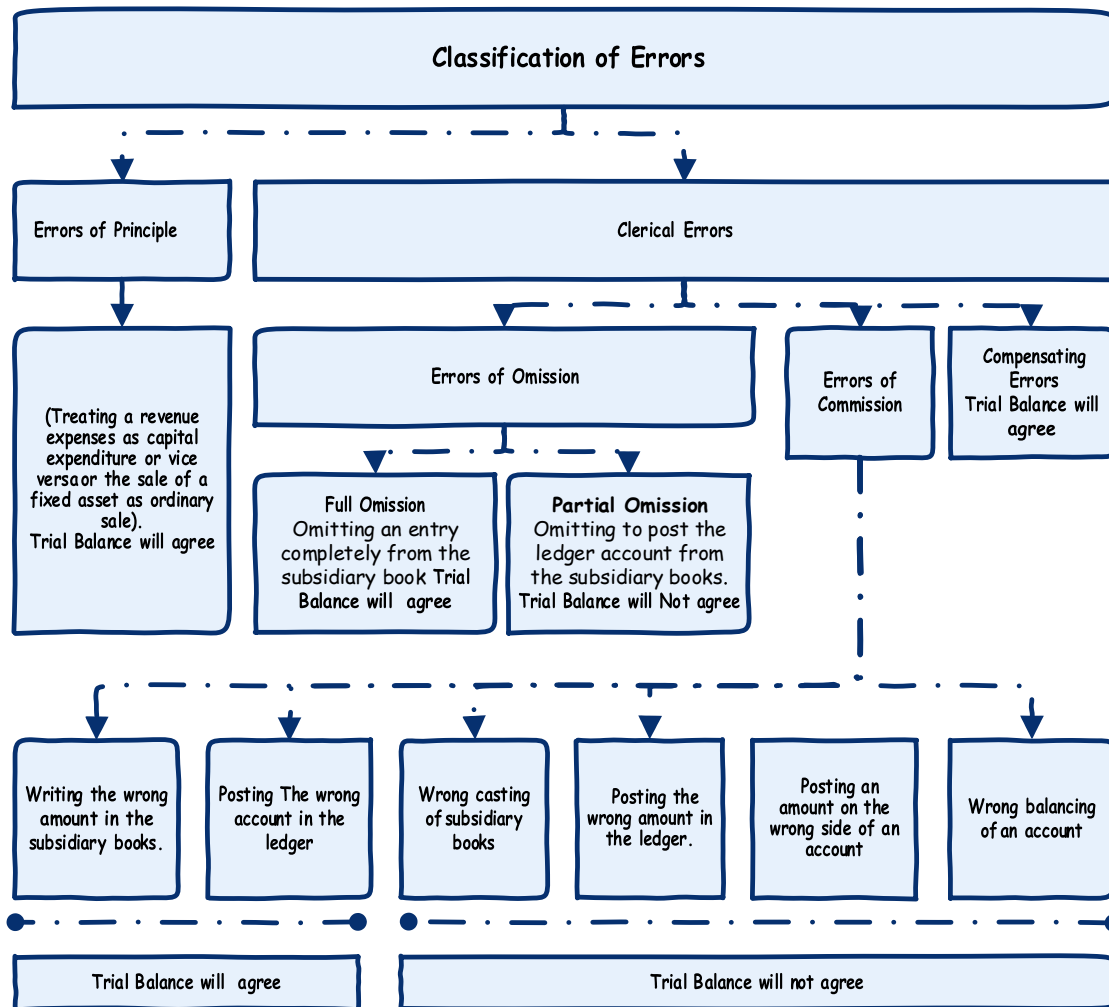 Classification of Errors
Errors of Principle
Clerical Errors
(Treating a revenue
expenses as capital
expenditure or vice
versaor the sale of a
fixed asset as ordinary
sale).
Trial Balance will agree
Errors of Omission
Errors of
Commission
Compensating
Errors
Trial Balance will
agree
Full Omission
Omitting an entry
completely from the
subsidiary book Trial
Balance will agree
Partial Omission
Omitting to post the
ledger account from
the subsidiary books.
Trial Balance will Not agree
Writing the wrong
amount in the
subsidiary books.
Posting The wrong
account in the
ledger
Wrong casting
of subsidiary
books
Posting the
wrong amount in
the ledger.
Posting an
amount on the
wrong side of an
account
Wrong balancing
of an account
Trial Balance will agree
Trial Balance will not agree